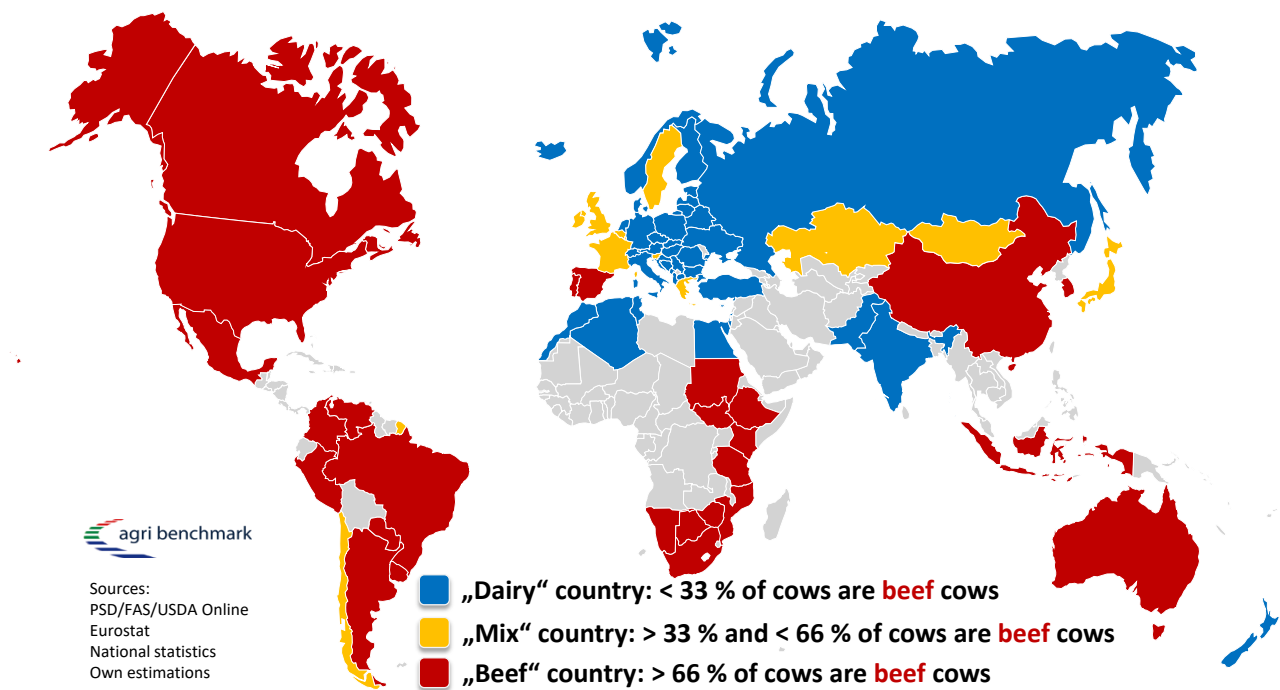 agri benchmark
Sources:
PSD/FAS/USDA Online
Eurostat
National statistics
Own estimations
„Dairy“ country: < 33 % of cows are beef cows
„Mix“ country: > 33 % and < 66 % of cows are beef cows
„Beef“ country: > 66 % of cows are beef cows